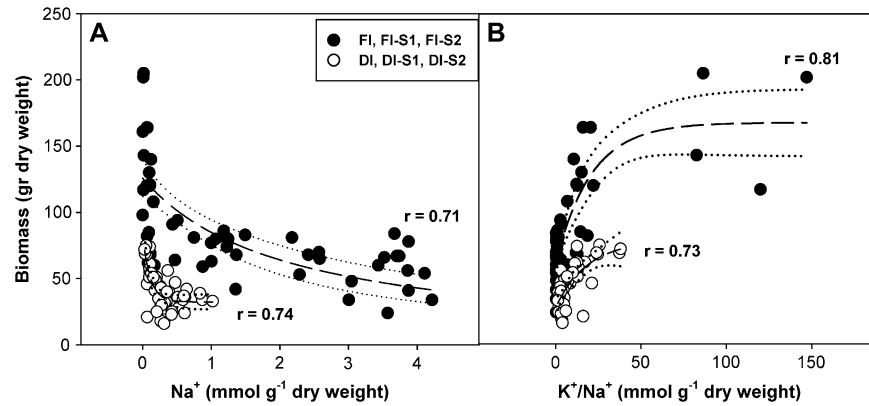 A
FI, FI-S1, FI-S2
DI, DI-S1, DI-S2
B
r = 0.81
r = 0.71
r = 0.73
r = 0.74
Biomass (gr dry weight)
250
200
150
100
50
0
0 1 2 3 4
0 50 100 150
Na⁺ (mmol g⁻¹ dry weight)
K⁺/Na⁺ (mmol g⁻¹ dry weight)